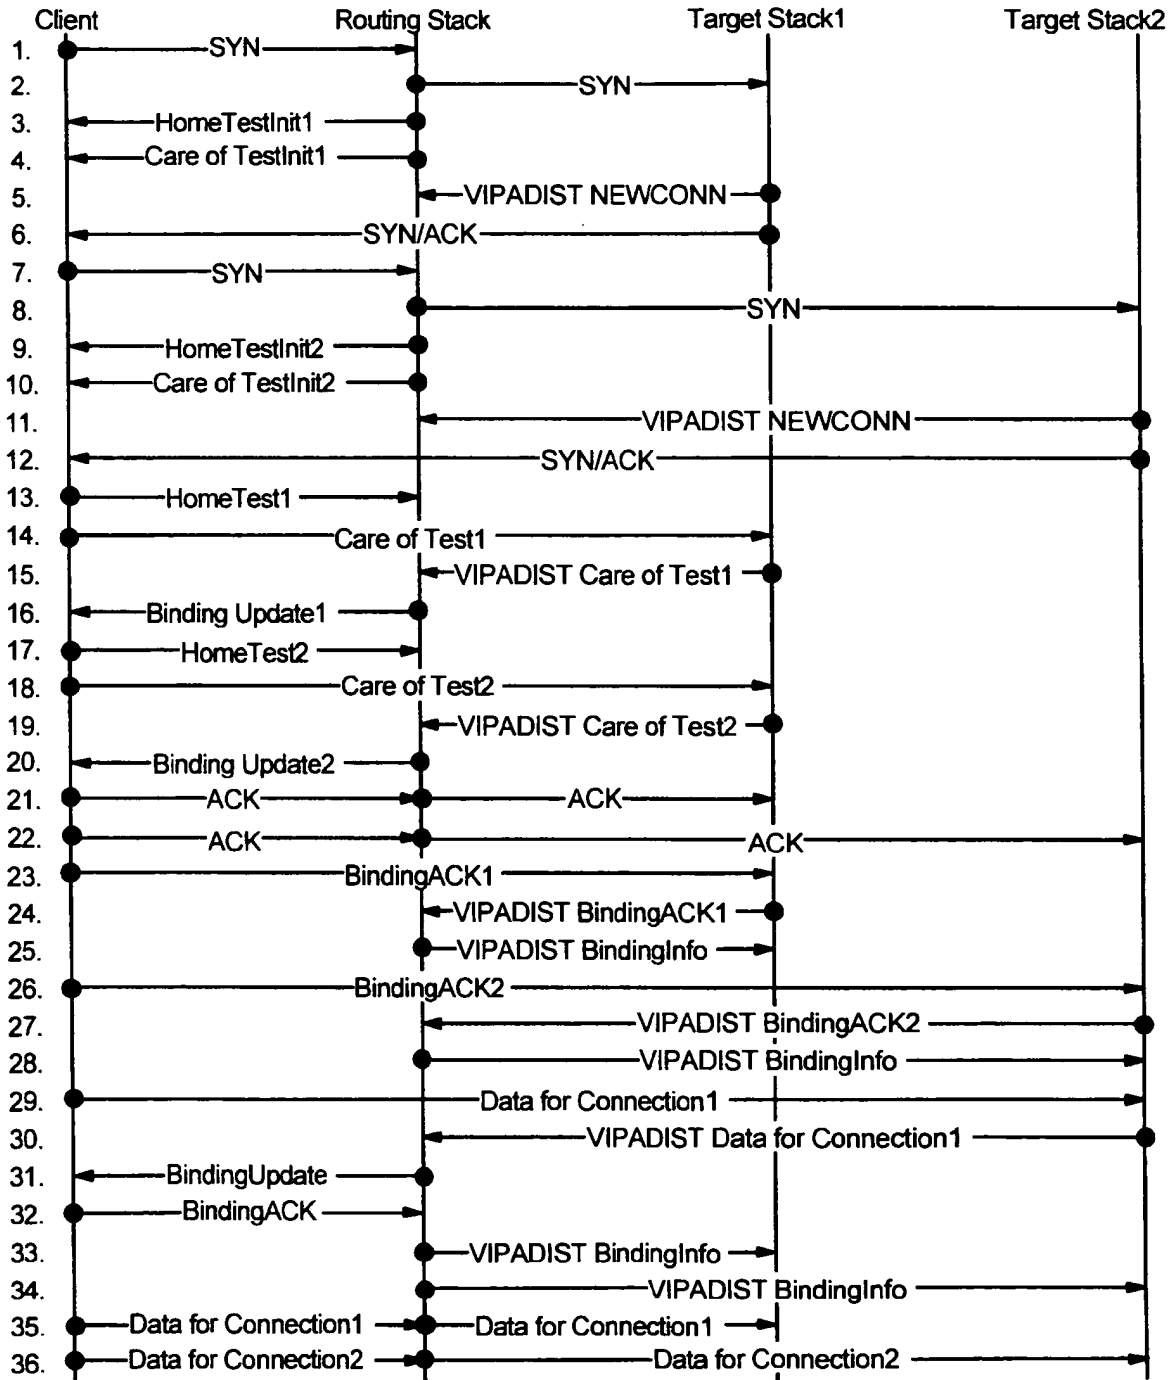 Client Routing Stack Target Stack1 Target Stack2
1. SYN
2. SYN
3. HomeTestInit1
4. Care of TestInit1
5. VIPADIST NEWCONN
6. SYN/ACK
7. SYN
8. SYN
9. HomeTestInit2
10. Care of TestInit2
11. VIPADIST NEWCONN
12. SYN/ACK
13. HomeTest1
14. Care of Test1
15. VIPADIST Care of Test1
16. Binding Update1
17. HomeTest2
18. Care of Test2
19. VIPADIST Care of Test2
20. Binding Update2
21. ACK ACK
22. ACK ACK
23. BindingACK1
24. VIPADIST BindingACK1
25. VIPADIST BindingInfo
26. BindingACK2
27. VIPADIST BindingACK2
28. VIPADIST BindingInfo
29. Data for Connection1
30. VIPADIST Data for Connection1
31. BindingUpdate
32. BindingACK
33. VIPADIST BindingInfo
34. VIPADIST BindingInfo
35. Data for Connection1 Data for Connection1
36. Data for Connection2 Data for Connection2